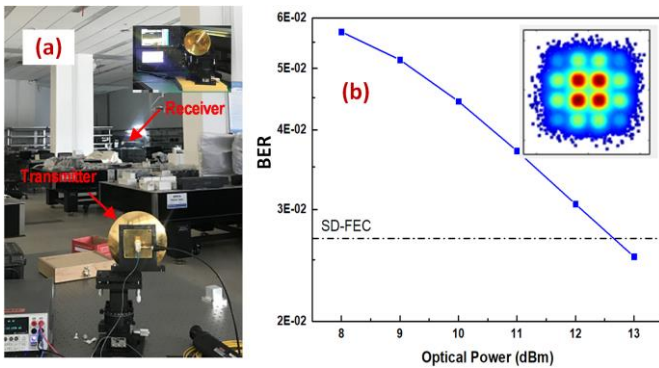 (a)
Receiver
Transmitter
(b)
BER
6E-02
5E-02
4E-02
3E-02
2E-02
SD-FEC
8 9 10 11 12 13
Optical Power (dBm)